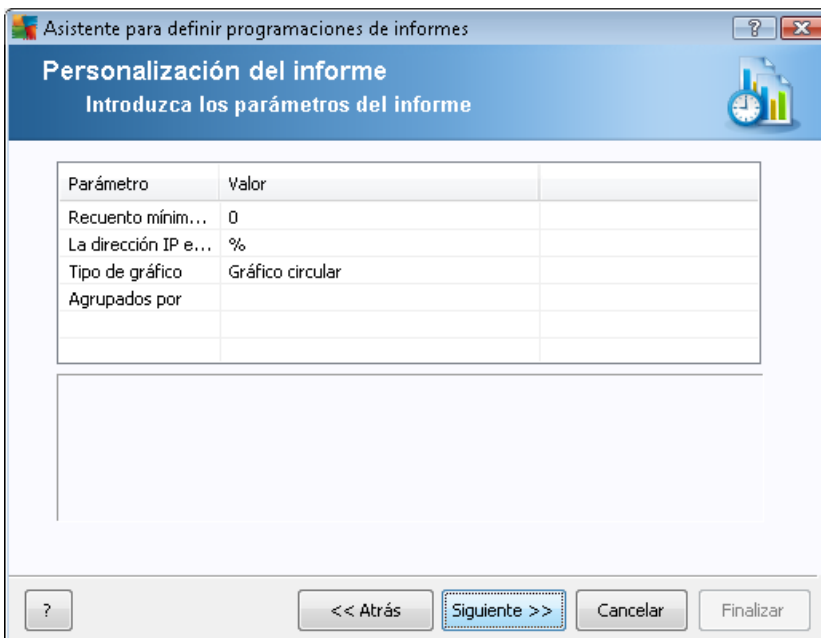 Asistente para definir programaciones de informes
Personalización del informe
Introduzca los parámetros del informe
Parámetro Valor
Recuento mínim... 0
La dirección IP e... %
Tipo de gráfico Gráfico circular
Agrupados por
? << Atrás Siguiente >> Cancelar Finalizar